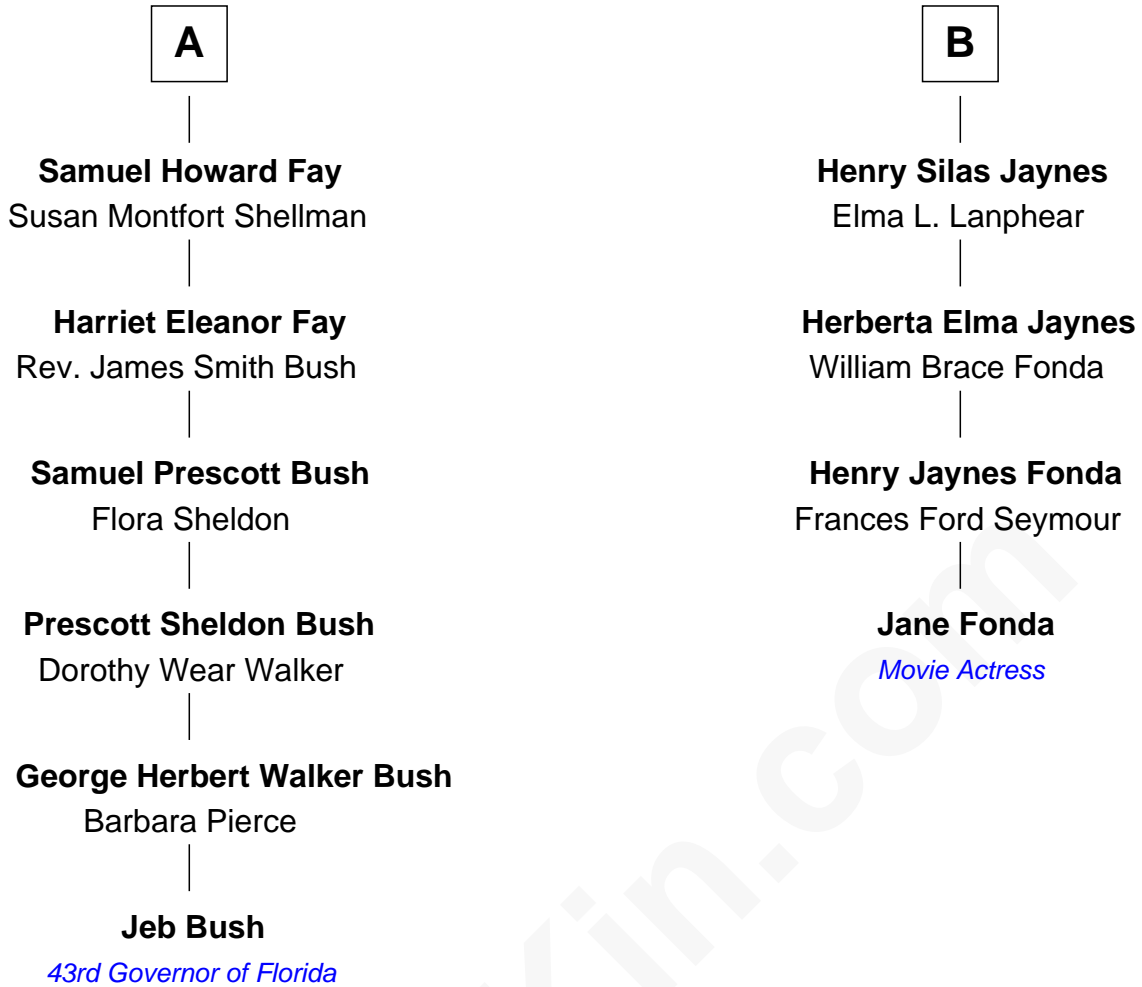 A
Samuel Howard Fay
Susan Montfort Shellman
Harriet Eleanor Fay
Rev. James Smith Bush
Samuel Prescott Bush
Flora Sheldon
Prescott Sheldon Bush
Dorothy Wear Walker
George Herbert Walker Bush
Barbara Pierce
Jeb Bush
43rd Governor of Florida
B
Henry Silas Jaynes
Elma L. Lanphear
Herberta Elma Jaynes
William Brace Fonda
Henry Jaynes Fonda
Frances Ford Seymour
Jane Fonda
Movie Actress